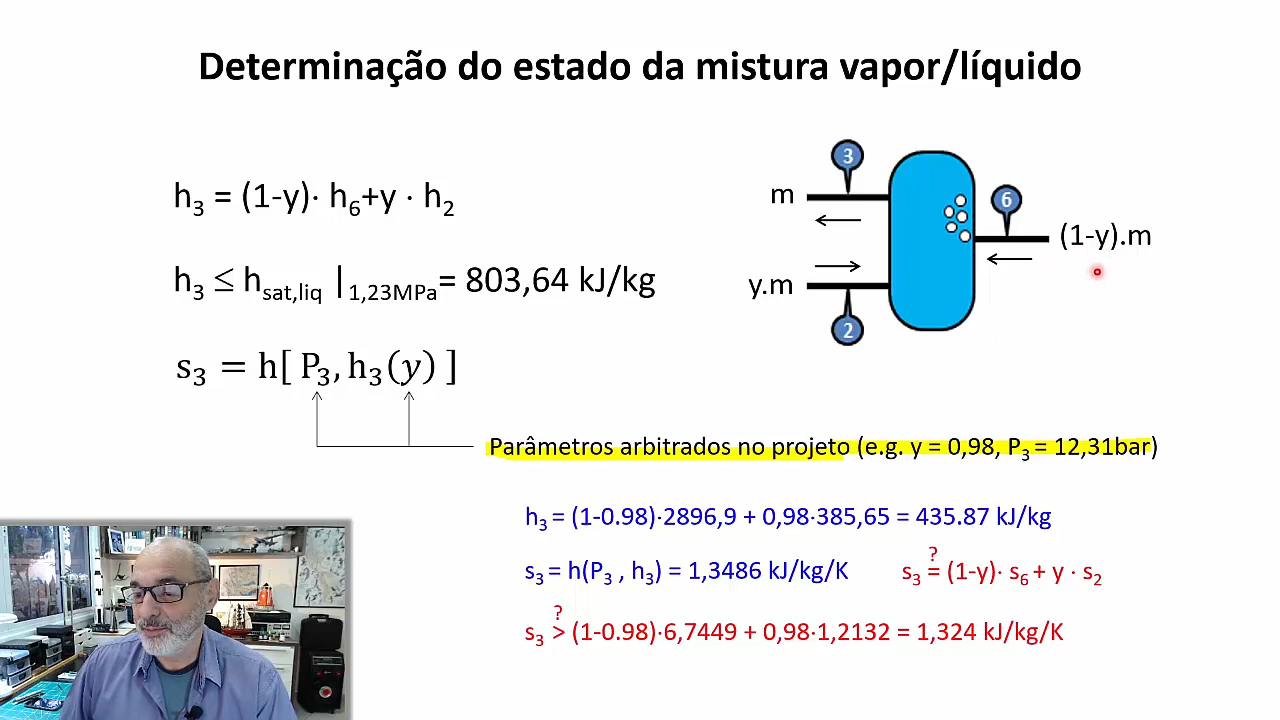 Determinação do estado da mistura vapor/líquido
h₃ = (1-y)· h₆+y · h₂
h₃ ≤ h_sat,liq |_1,23MPa= 803,64 kJ/kg
s₃ = h[ P₃, h₃(y) ]
3
m
6
(1-y).m
y.m
2
Parâmetros arbitrados no projeto (e.g. y = 0,98, P₃ = 12,31bar)
h₃ = (1-0.98)·2896,9 + 0,98·385,65 = 435.87 kJ/kg
s₃ = h(P₃ , h₃) = 1,3486 kJ/kg/K
?
s₃ = (1-y)· s₆ + y · s₂
?
s₃ > (1-0.98)·6,7449 + 0,98·1,2132 = 1,324 kJ/kg/K